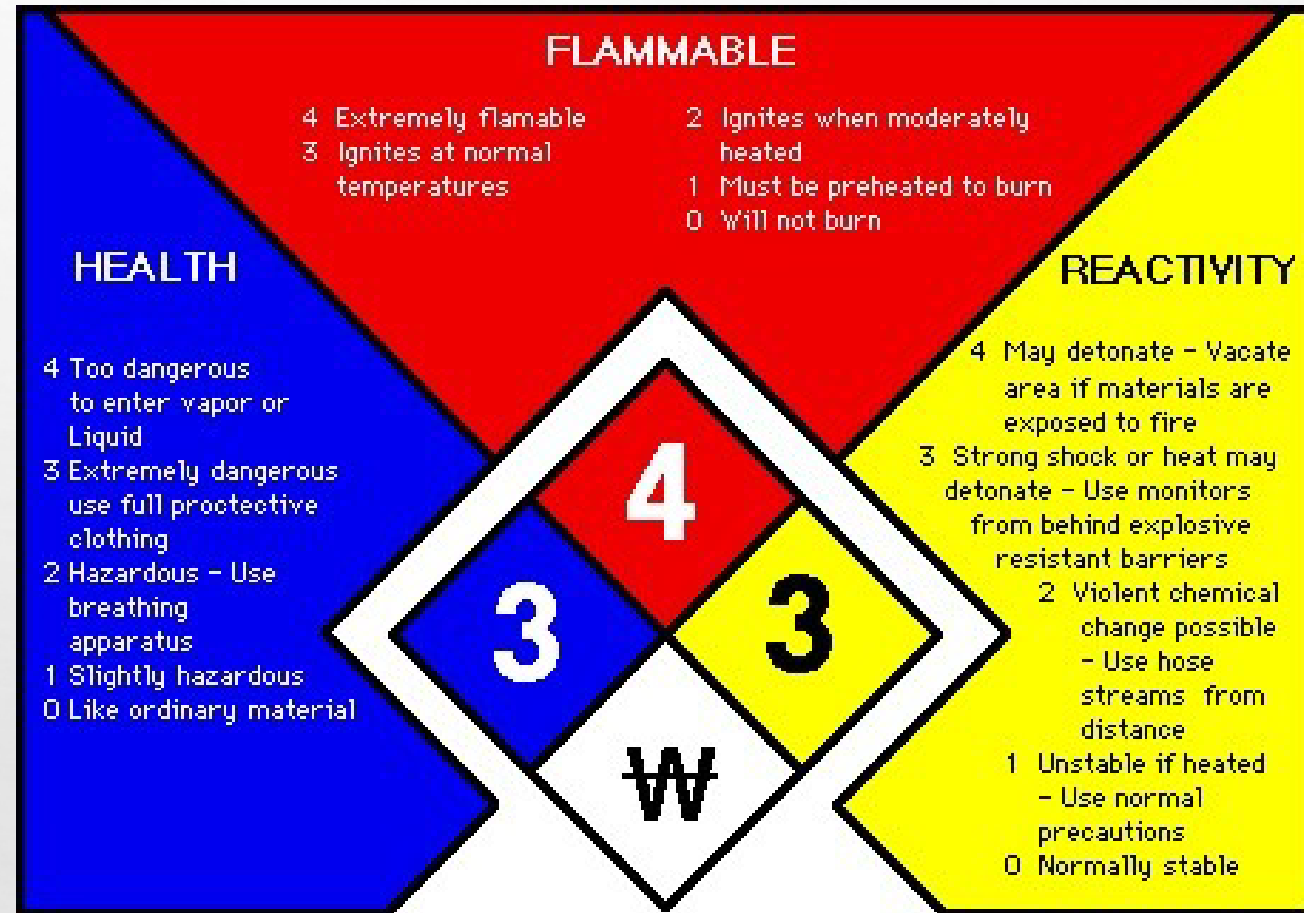 FLAMMABLE
4 Extremely flamable
3 Ignites at normal
temperatures
2 Ignites when moderately
heated
1 Must be preheated to burn
0 Will not burn
HEALTH
4 Too dangerous
to enter vapor or
Liquid
3 Extremely dangerous
use full proctective
clothing
2 Hazardous - Use
breathing
apparatus
1 Slightly hazardous
0 Like ordinary material
REACTIVITY
4 May detonate - Vacate
area if materials are
exposed to fire
3 Strong shock or heat may
detonate - Use monitors
from behind explosive
resistant barriers
2 Violent chemical
change possible
- Use hose
streams from
distance
1 Unstable if heated
- Use normal
precautions
0 Normally stable
4
3
3
W